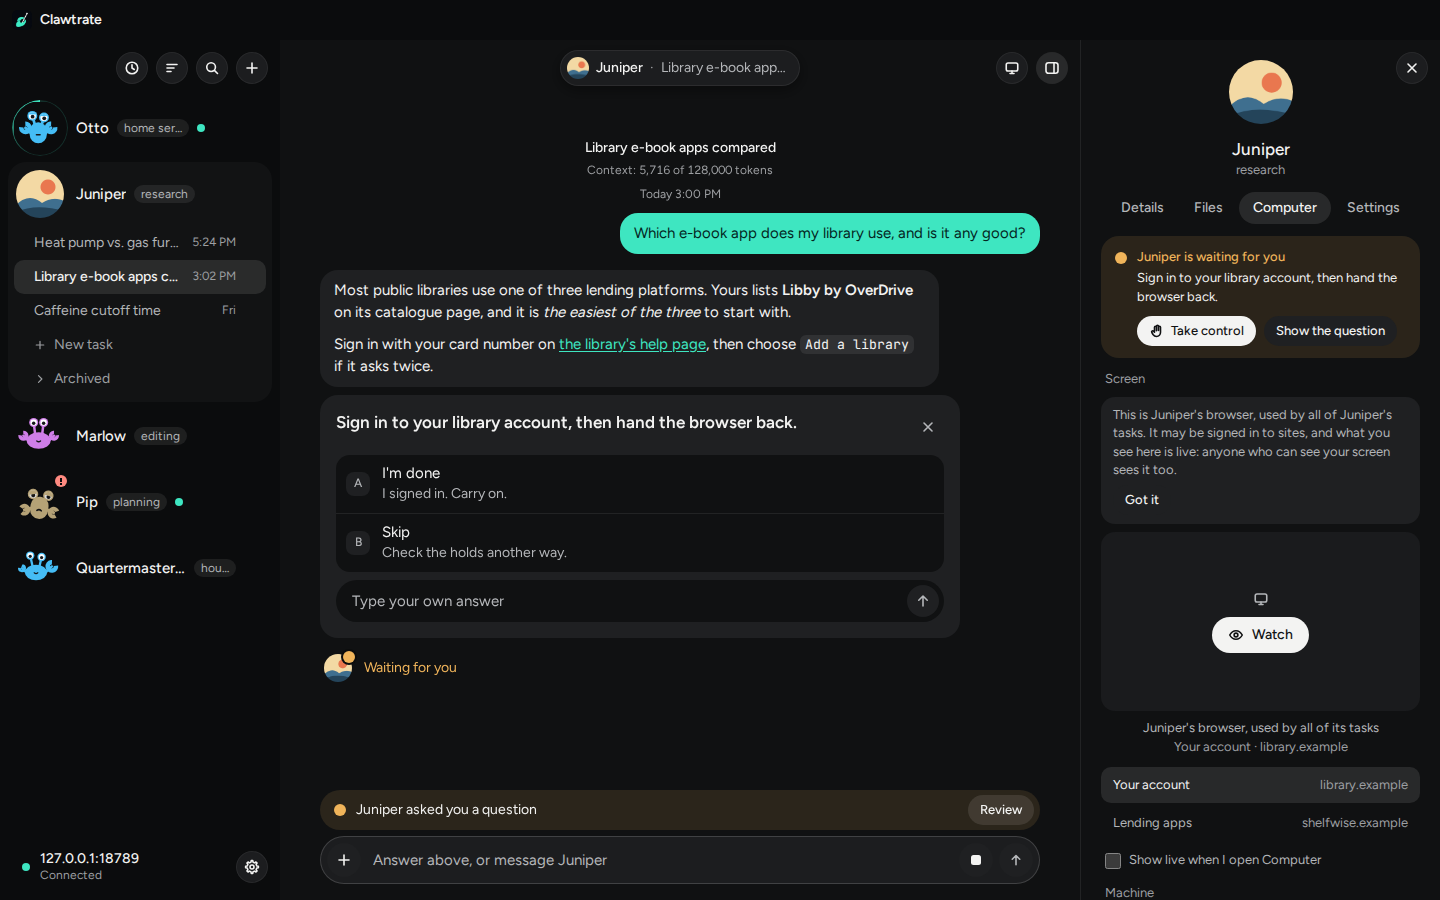 Clawtrate
Otto home ser...
Juniper research
Heat pump vs. gas fur... 5:24 PM
Library e-book apps c... 3:02 PM
Caffeine cutoff time Fri
New task
Archived
Marlow editing
Pip planning
Quartermaster... hou...
127.0.0.1:18789
Connected
Juniper · Library e-book app...
Library e-book apps compared
Context: 5,716 of 128,000 tokens
Today 3:00 PM
Which e-book app does my library use, and is it any good?
Most public libraries use one of three lending platforms. Yours lists Libby by OverDrive
on its catalogue page, and it is the easiest of the three to start with.
Sign in with your card number on the library's help page, then choose Add a library
if it asks twice.
Sign in to your library account, then hand the browser back.
A I'm done
I signed in. Carry on.
B Skip
Check the holds another way.
Type your own answer
Waiting for you
Juniper asked you a question Review
Answer above, or message Juniper
Juniper
research
Details Files Computer Settings
Juniper is waiting for you
Sign in to your library account, then hand the
browser back.
Take control Show the question
Screen
This is Juniper's browser, used by all of Juniper's
tasks. It may be signed in to sites, and what you
see here is live: anyone who can see your screen
sees it too.
Got it
Watch
Juniper's browser, used by all of its tasks
Your account · library.example
Your account library.example
Lending apps shelfwise.example
Show live when I open Computer
Machine